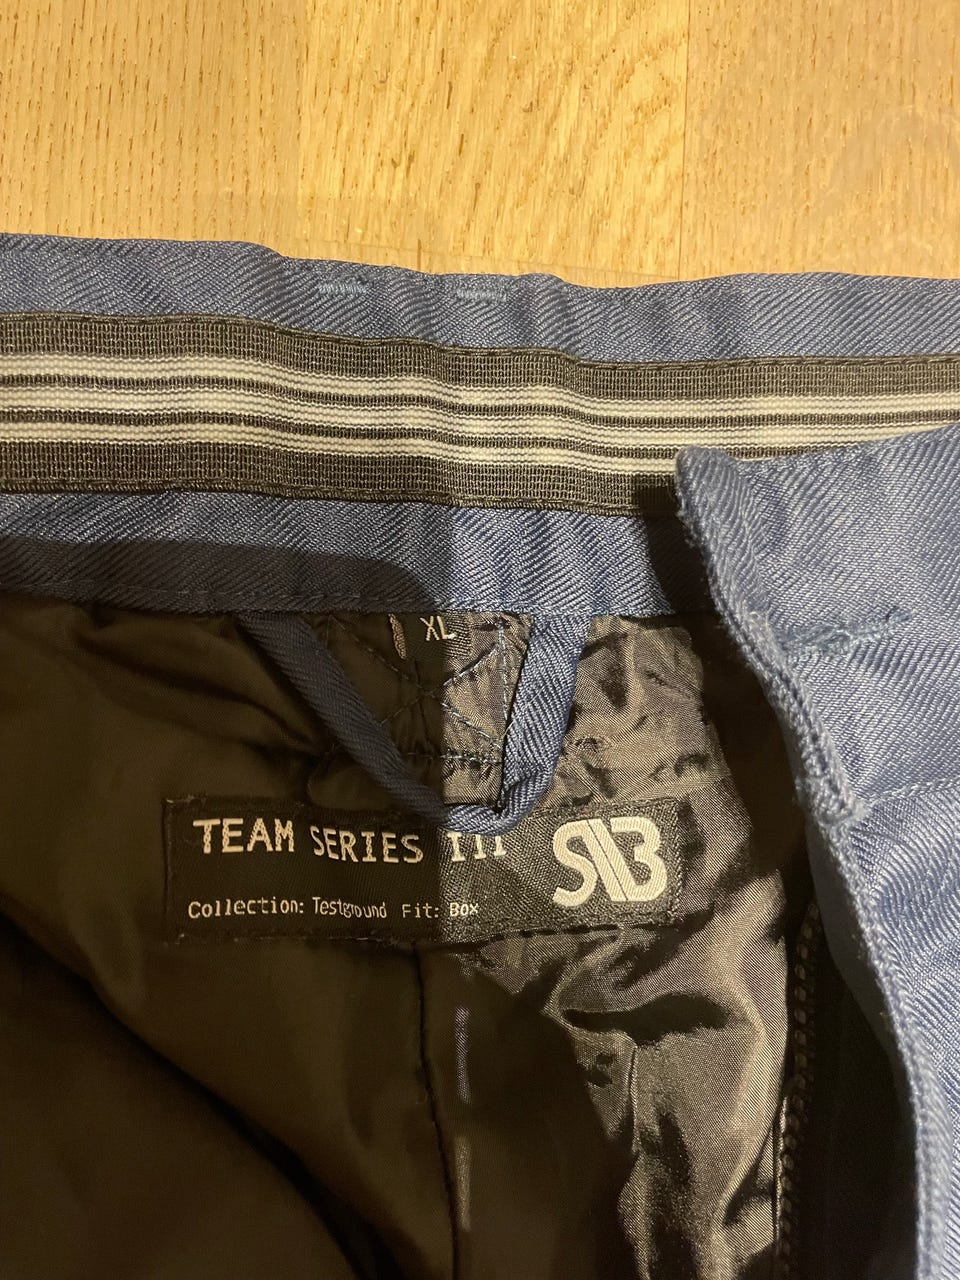 XL
TEAM SERIES III
Collection: Testground Fit: Box